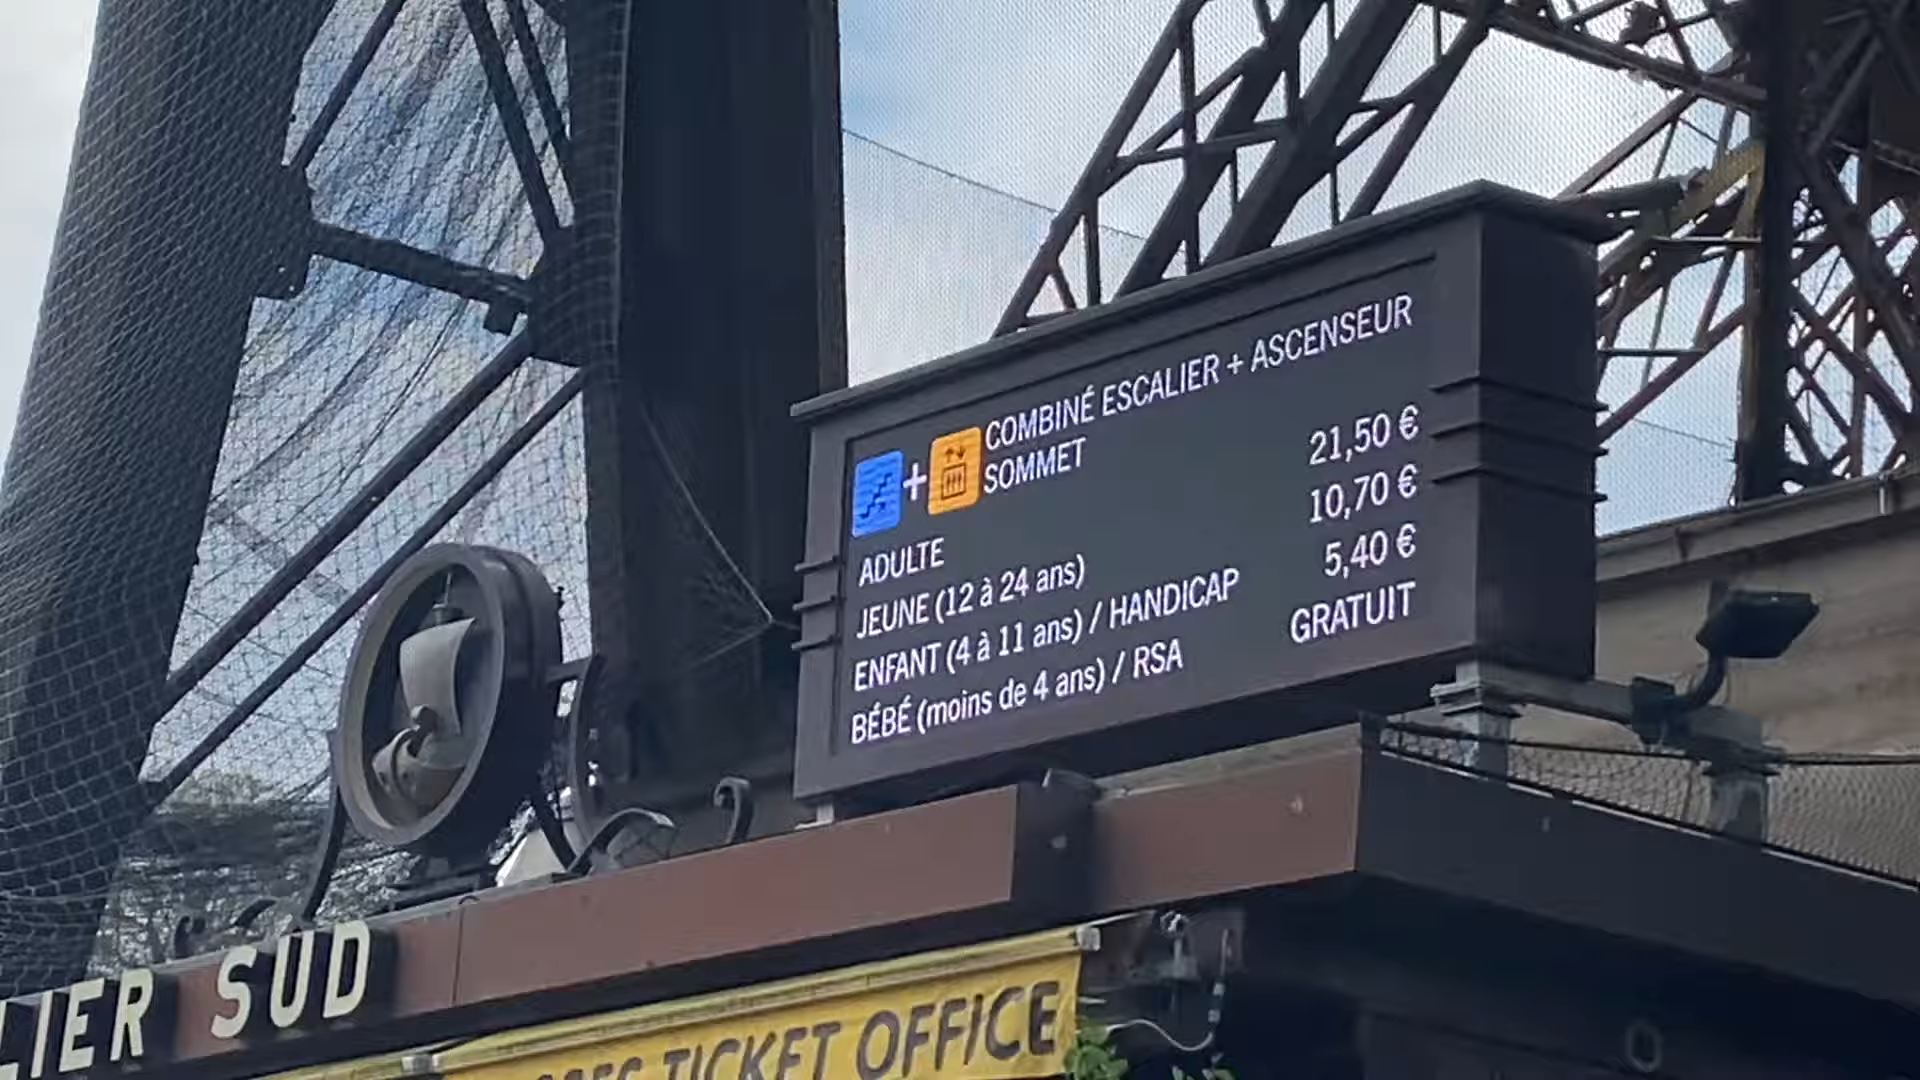 COMBINÉ ESCALIER + ASCENSEUR
SOMMET
ADULTE 21,50 €
JEUNE (12 à 24 ans) 10,70 €
ENFANT (4 à 11 ans) / HANDICAP 5,40 €
BÉBÉ (moins de 4 ans) / RSA GRATUIT
LIER SUD
TICKET OFFICE